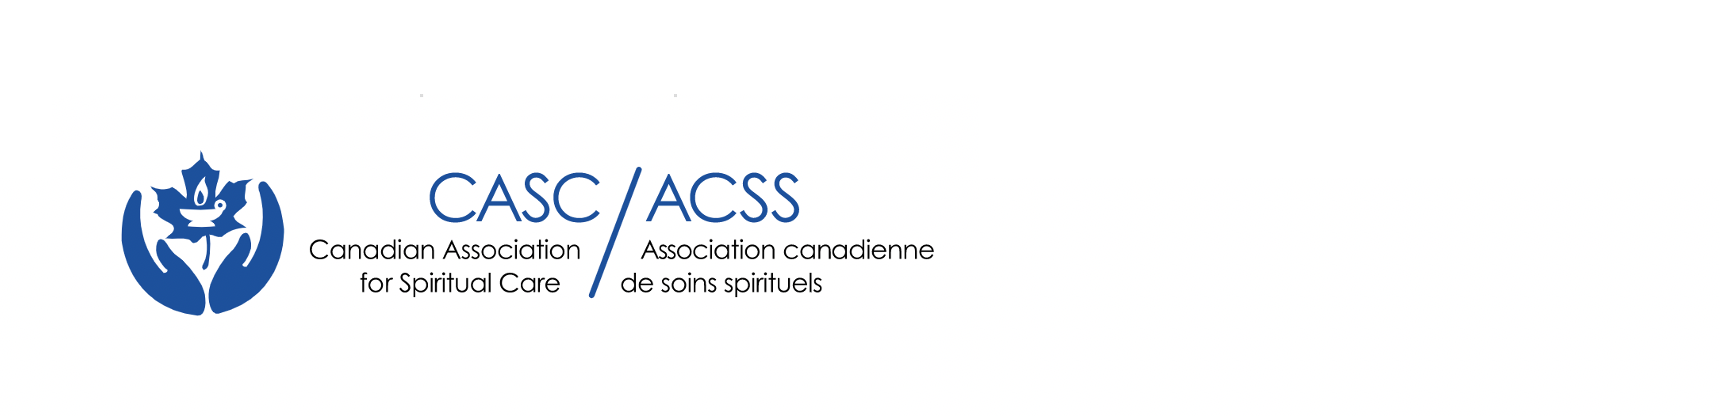 CASC/ACSS
Canadian Association
for Spiritual Care
Association canadienne
de soins spirituels